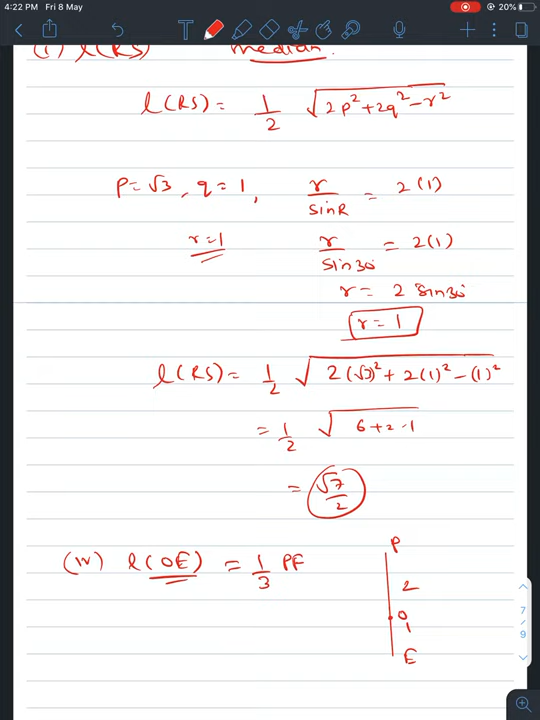 4:22 PM Fri 8 May 20%
(i) l(RS) median.
l(RS) = 1/2 √(2p² + 2q² - r²)
p = √3, q = 1, r/sinR = 2(1)
r = 1 r/sin30 = 2(1)
r = 2 sin30
r = 1
l(RS) = 1/2 √(2(√3)² + 2(1)² - (1)²)
= 1/2 √(6+2-1)
= √7/2
(iv) l(OE) = 1/3 PE
P
2
O
1
E
7/9